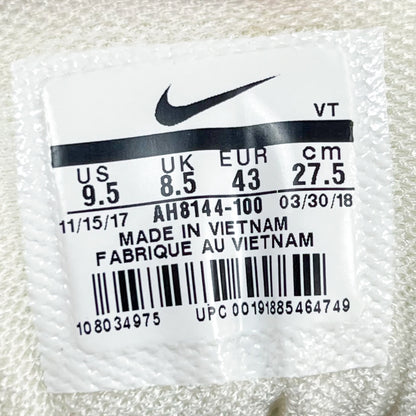 VT
US UK EUR cm
9.5 8.5 43 27.5
11/15/17 AH8144-100 03/30/18
MADE IN VIETNAM
FABRIQUE AU VIETNAM
108034975 UPC 00191885464749